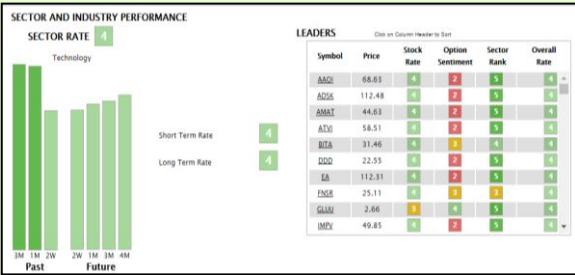 SECTOR AND INDUSTRY PERFORMANCE
SECTOR RATE 4
Technology
Short Term Rate 4
Long Term Rate 4
3M 1M 2W 2W 1M 3M 4M
Past Future
LEADERS Click on Column Header to Sort
Symbol Price Stock Rate Option Sentiment Sector Rank Overall Rate
AAOI 68.63 4 2 5 4
ADSK 112.48 4 2 5 4
AMAT 44.63 4 2 5 4
ATVI 58.51 4 2 5 4
BITA 31.46 4 3 4 4
DDD 22.55 4 2 5 4
EA 112.31 4 2 5 4
FNSR 25.11 4 3 3 4
GLUU 2.66 3 4 5 4
IMPV 49.85 4 2 5 4